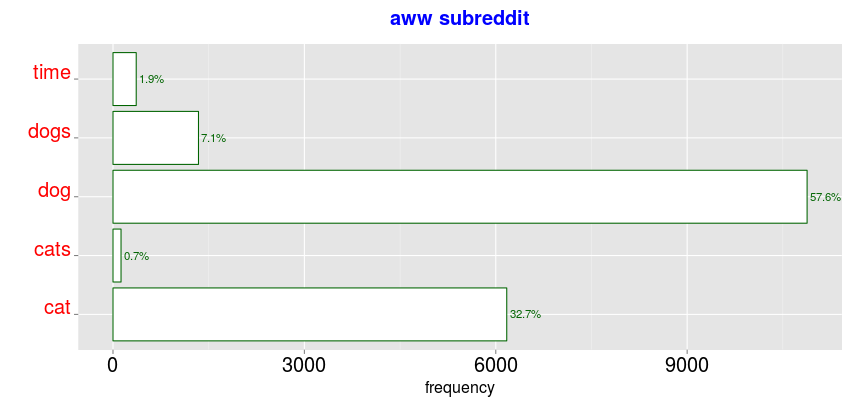 aww subreddit
time
1.9%
dogs
7.1%
dog
57.6%
cats
0.7%
cat
32.7%
0 3000 6000 9000
frequency